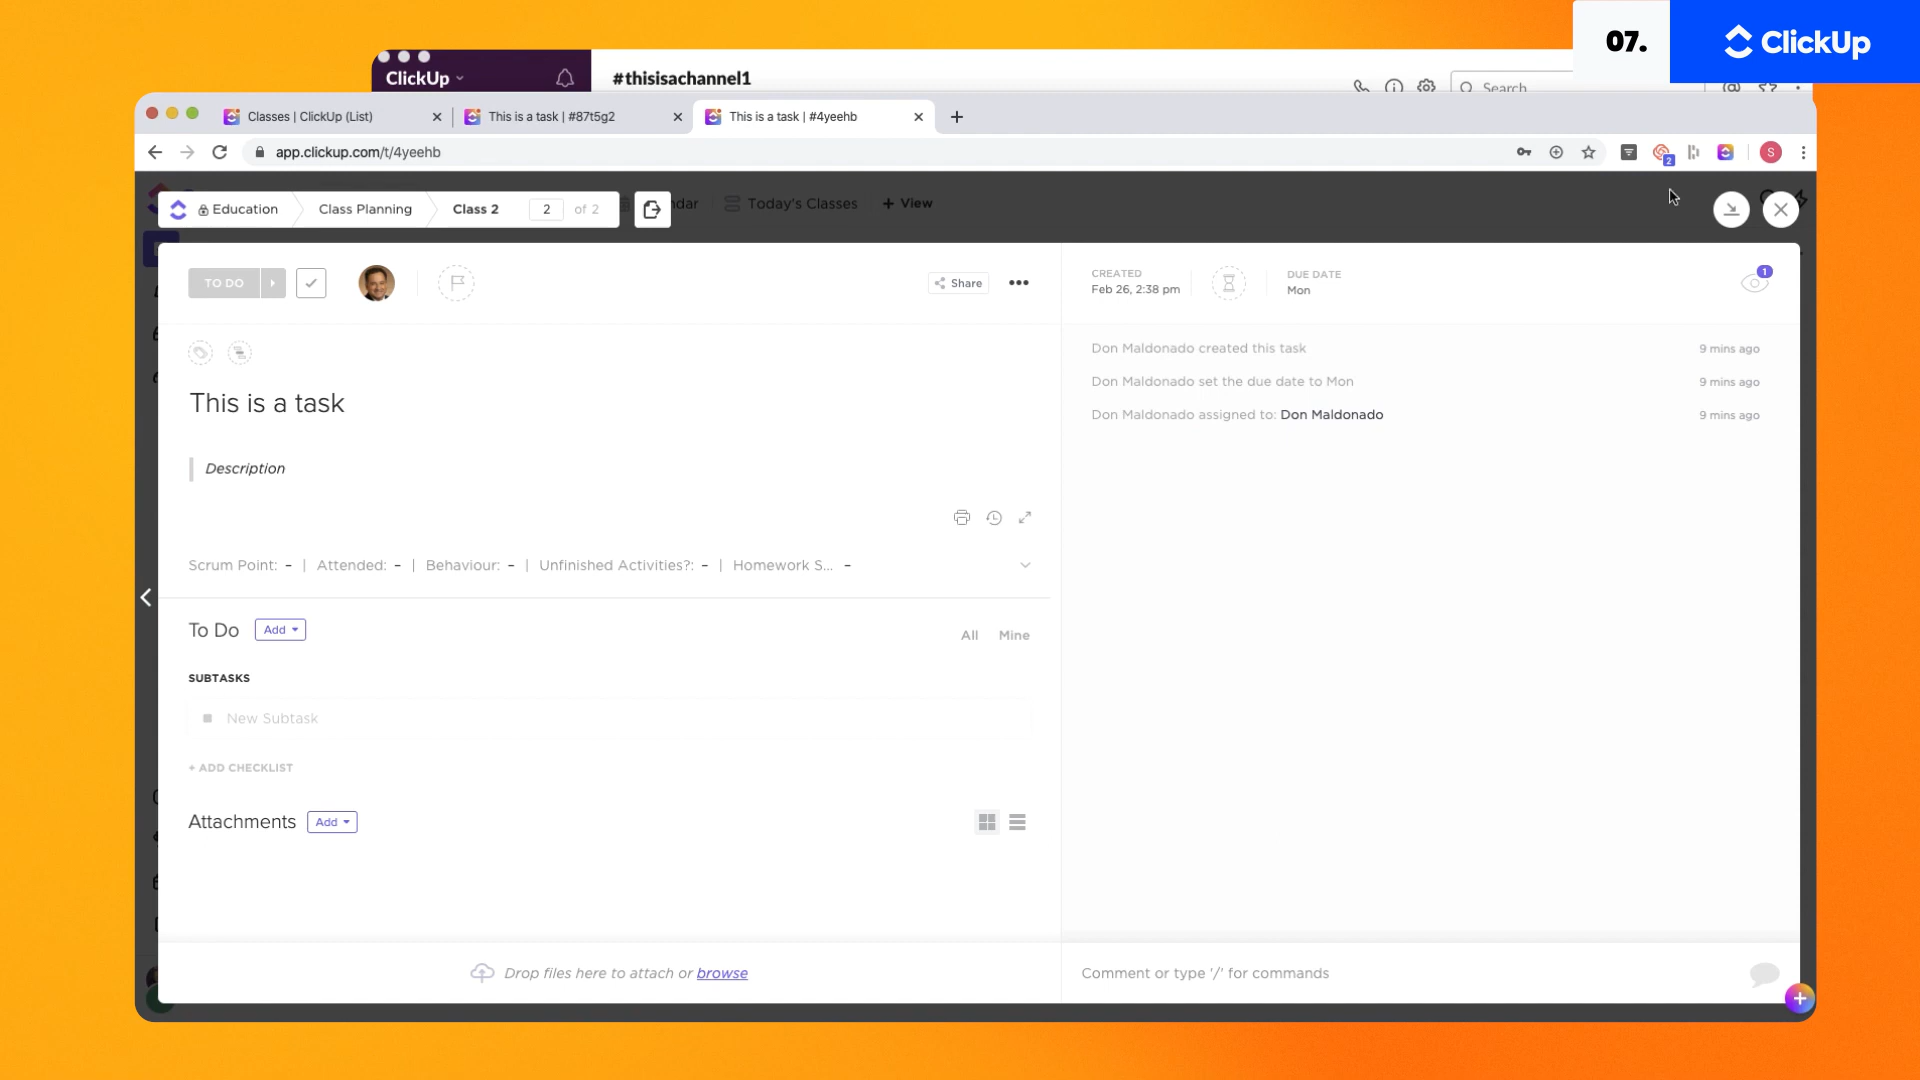 07.
ClickUp
ClickUp
#thisisachannel1
Search
Classes | ClickUp (List)
This is a task | #87t5g2
This is a task | #4yeehb
app.clickup.com/t/4yeehb
2
S
Education
Class Planning
Class 2
2
of 2
ndar
Today's Classes
+ View
TO DO
Share
CREATED
Feb 26, 2:38 pm
DUE DATE
Mon
1
Don Maldonado created this task
9 mins ago
Don Maldonado set the due date to Mon
9 mins ago
Don Maldonado assigned to: Don Maldonado
9 mins ago
This is a task
Description
Scrum Point: - | Attended: - | Behaviour: - | Unfinished Activities?: - | Homework S... -
To Do
Add
All
Mine
SUBTASKS
New Subtask
+ ADD CHECKLIST
Attachments
Add
Drop files here to attach or browse
Comment or type '/' for commands